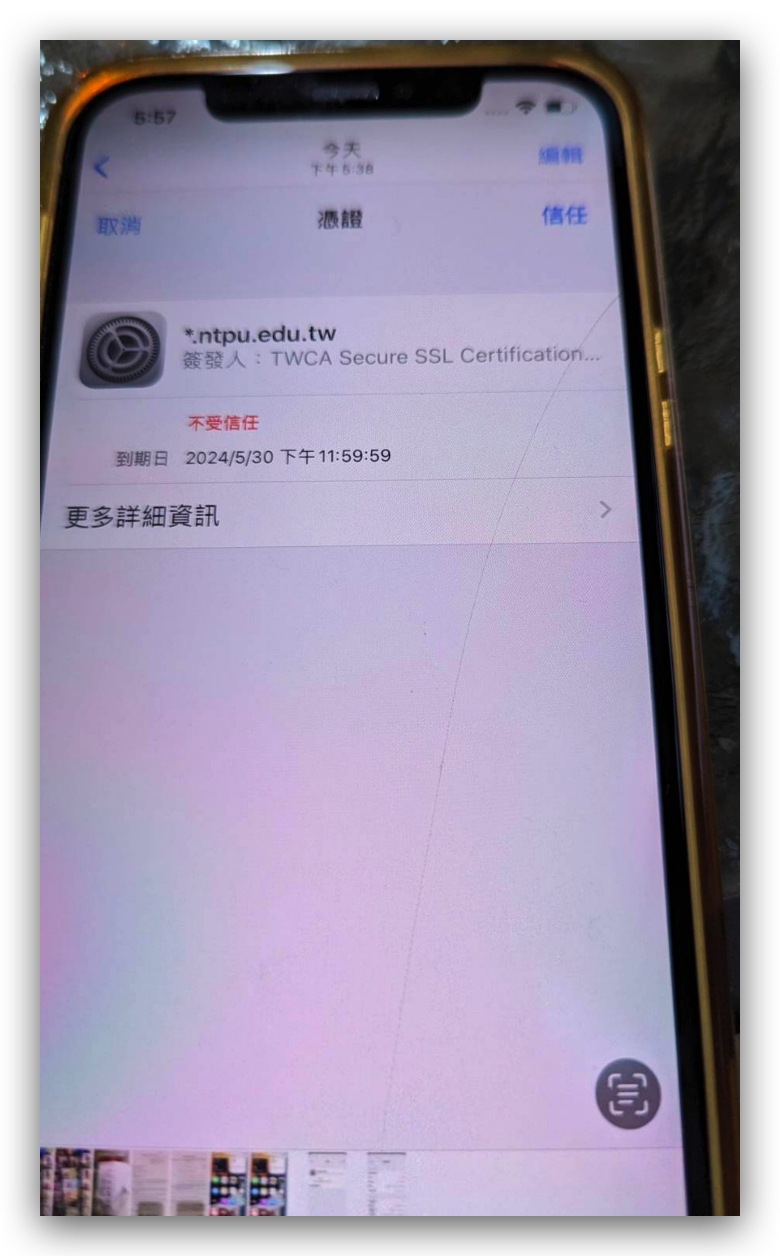 5:57
今天
下午5:38
編輯
取消
憑證
信任
*.ntpu.edu.tw
簽發人：TWCA Secure SSL Certification...
不受信任
到期日 2024/5/30 下午11:59:59
更多詳細資訊